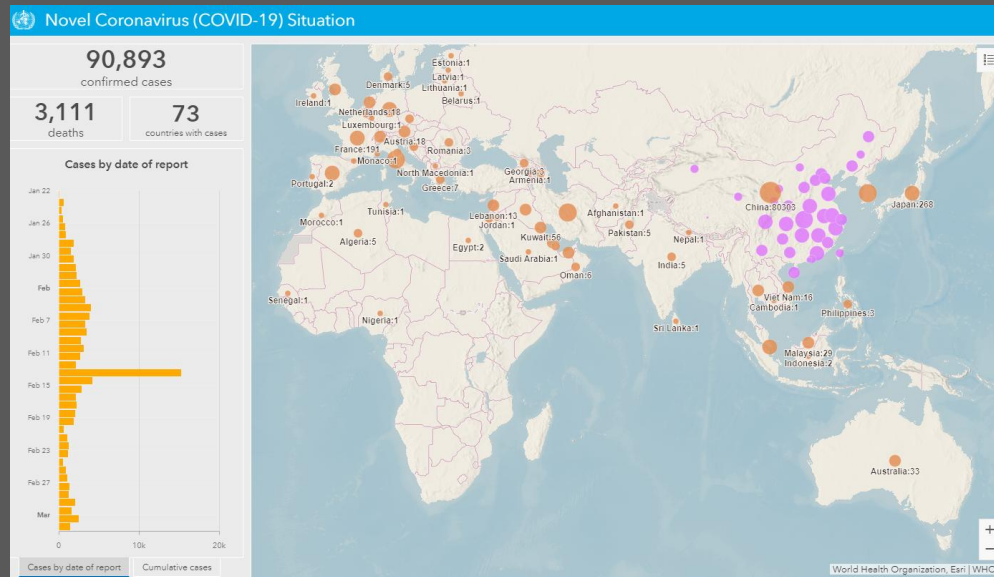 Novel Coronavirus (COVID-19) Situation
90,893
confirmed cases
3,111
deaths
73
countries with cases
Cases by date of report
Jan 22
Jan 26
Jan 30
Feb
Feb 7
Feb 11
Feb 15
Feb 19
Feb 23
Feb 27
Mar
0
10k
20k
Cases by date of report
Cumulative cases
Estonia:1
Latvia:1
Denmark:5
Lithuania:1
Ireland:1
Belarus:1
Netherlands:18
Luxembourg:1
Austria:18
France:191
Romania:3
Monaco:1
North Macedonia:1
Georgia:3
Armenia:1
Portugal:2
Greece:7
China:80303
Japan:268
Tunisia:1
Lebanon:13
Afghanistan:1
Morocco:1
Jordan:1
Pakistan:5
Algeria:5
Kuwait:56
Nepal:1
Egypt:2
Saudi Arabia:1
India:5
Oman:6
Senegal:1
Viet Nam:16
Cambodia:1
Nigeria:1
Philippines:3
Sri Lanka:1
Malaysia:29
Indonesia:2
Australia:33
+
−
World Health Organization, Esri | WHO